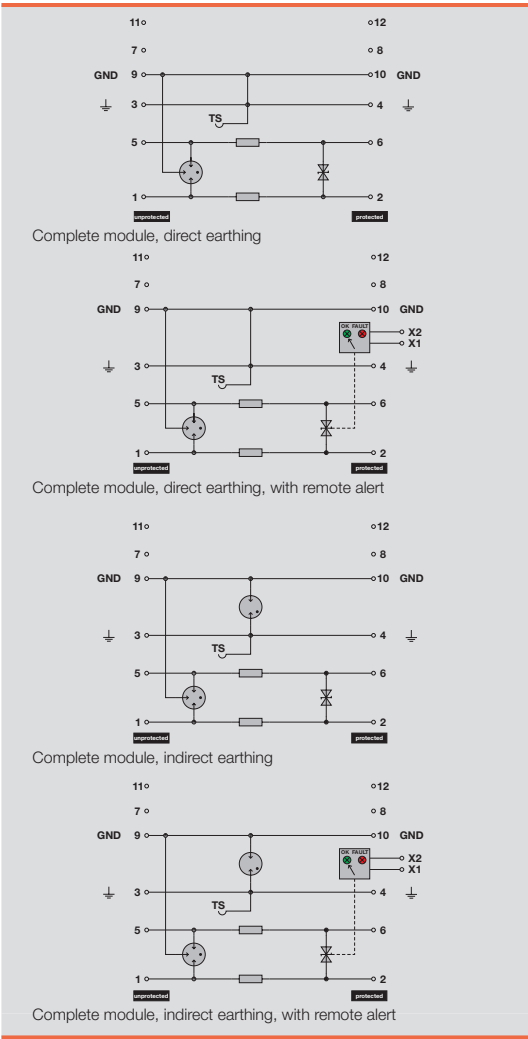 11 12
7 8
GND 9 10 GND
3 4
TS
5 6
1 2
unprotected protected
Complete module, direct earthing
11 12
7 8
GND 9 10 GND
OK FAULT
X2
X1
3 4
TS
5 6
1 2
unprotected protected
Complete module, direct earthing, with remote alert
11 12
7 8
GND 9 10 GND
3 4
TS
5 6
1 2
unprotected protected
Complete module, indirect earthing
11 12
7 8
GND 9 10 GND
OK FAULT
X2
X1
3 4
TS
5 6
1 2
unprotected protected
Complete module, indirect earthing, with remote alert